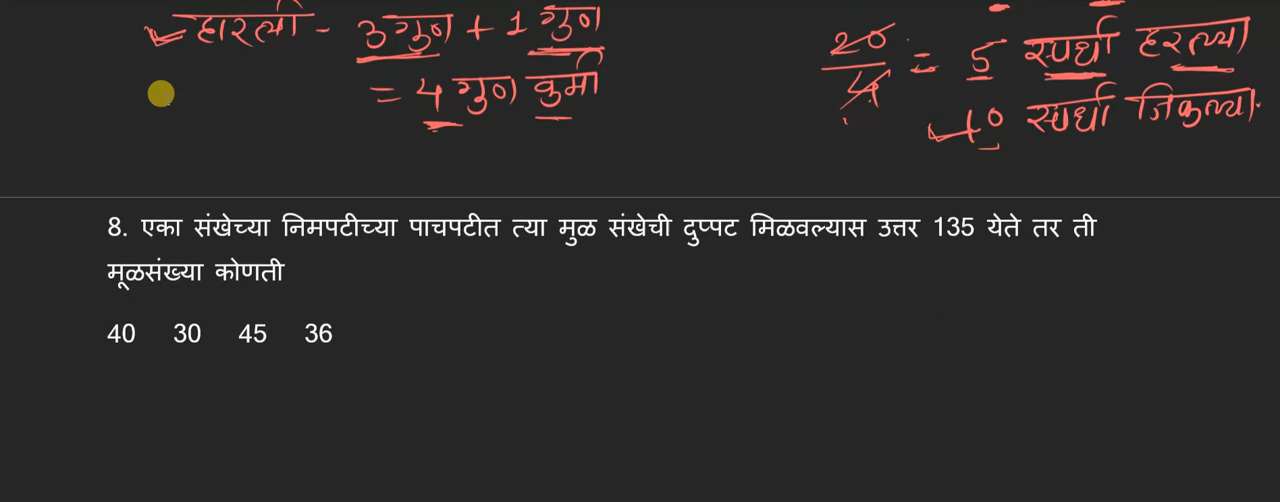 हारली - 3 गुण + 1 गुण
= 4 गुण कमी
20/4 = 5 स्पर्धा हरल्या
10 स्पर्धा जिंकल्या.
8. एका संखेच्या निमपटीच्या पाचपटीत त्या मुळ संखेची दुप्पट मिळवल्यास उत्तर 135 येते तर ती
मूळसंख्या कोणती
40 30 45 36